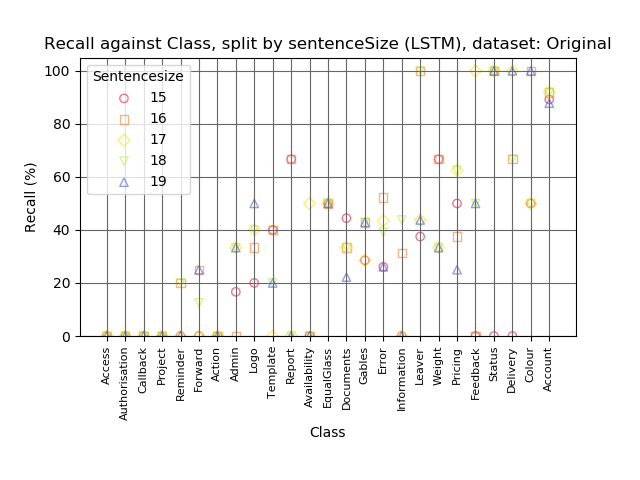 Recall against Class, split by sentenceSize (LSTM), dataset: Original
Sentencesize
15
16
17
18
19
Recall (%)
100
80
60
40
20
0
Access
Authorisation
Callback
Project
Reminder
Forward
Action
Admin
Logo
Template
Report
Availability
EqualGlass
Documents
Gables
Error
Information
Leaver
Weight
Pricing
Feedback
Status
Delivery
Colour
Account
Class